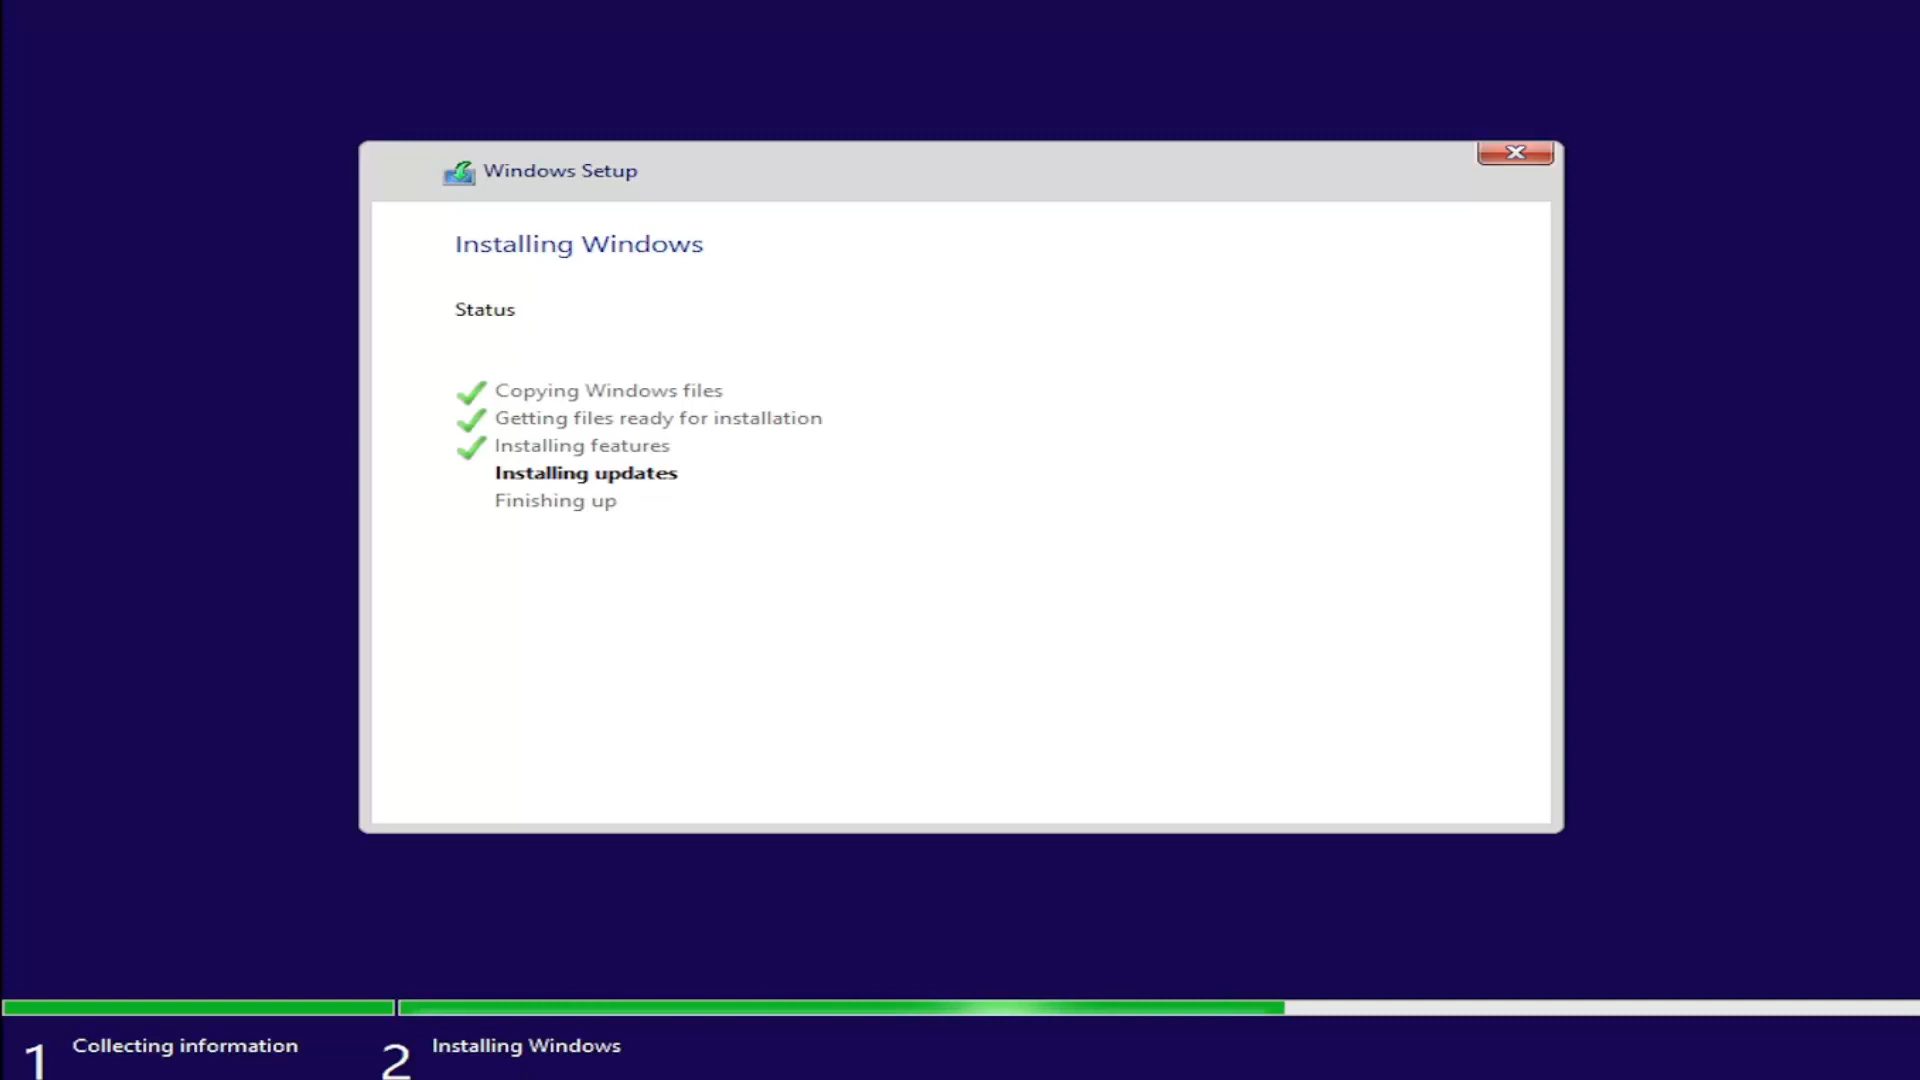 Windows Setup
Installing Windows
Status
Copying Windows files
Getting files ready for installation
Installing features
Installing updates
Finishing up
1 Collecting information
2 Installing Windows